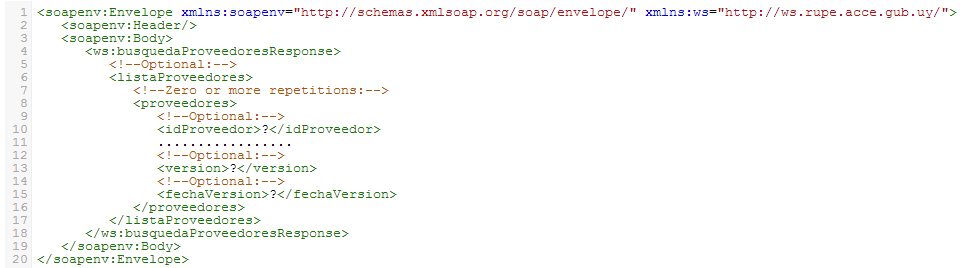 1 <soapenv:Envelope xmlns:soapenv="http://schemas.xmlsoap.org/soap/envelope/" xmlns:ws="http://ws.rupe.acce.gub.uy/">
2 <soapenv:Header/>
3 <soapenv:Body>
4 <ws:busquedaProveedoresResponse>
5 <!--Optional:-->
6 <listaProveedores>
7 <!--Zero or more repetitions:-->
8 <proveedores>
9 <!--Optional:-->
10 <idProveedor>?</idProveedor>
11 .................
12 <!--Optional:-->
13 <version>?</version>
14 <!--Optional:-->
15 <fechaVersion>?</fechaVersion>
16 </proveedores>
17 </listaProveedores>
18 </ws:busquedaProveedoresResponse>
19 </soapenv:Body>
20 </soapenv:Envelope>